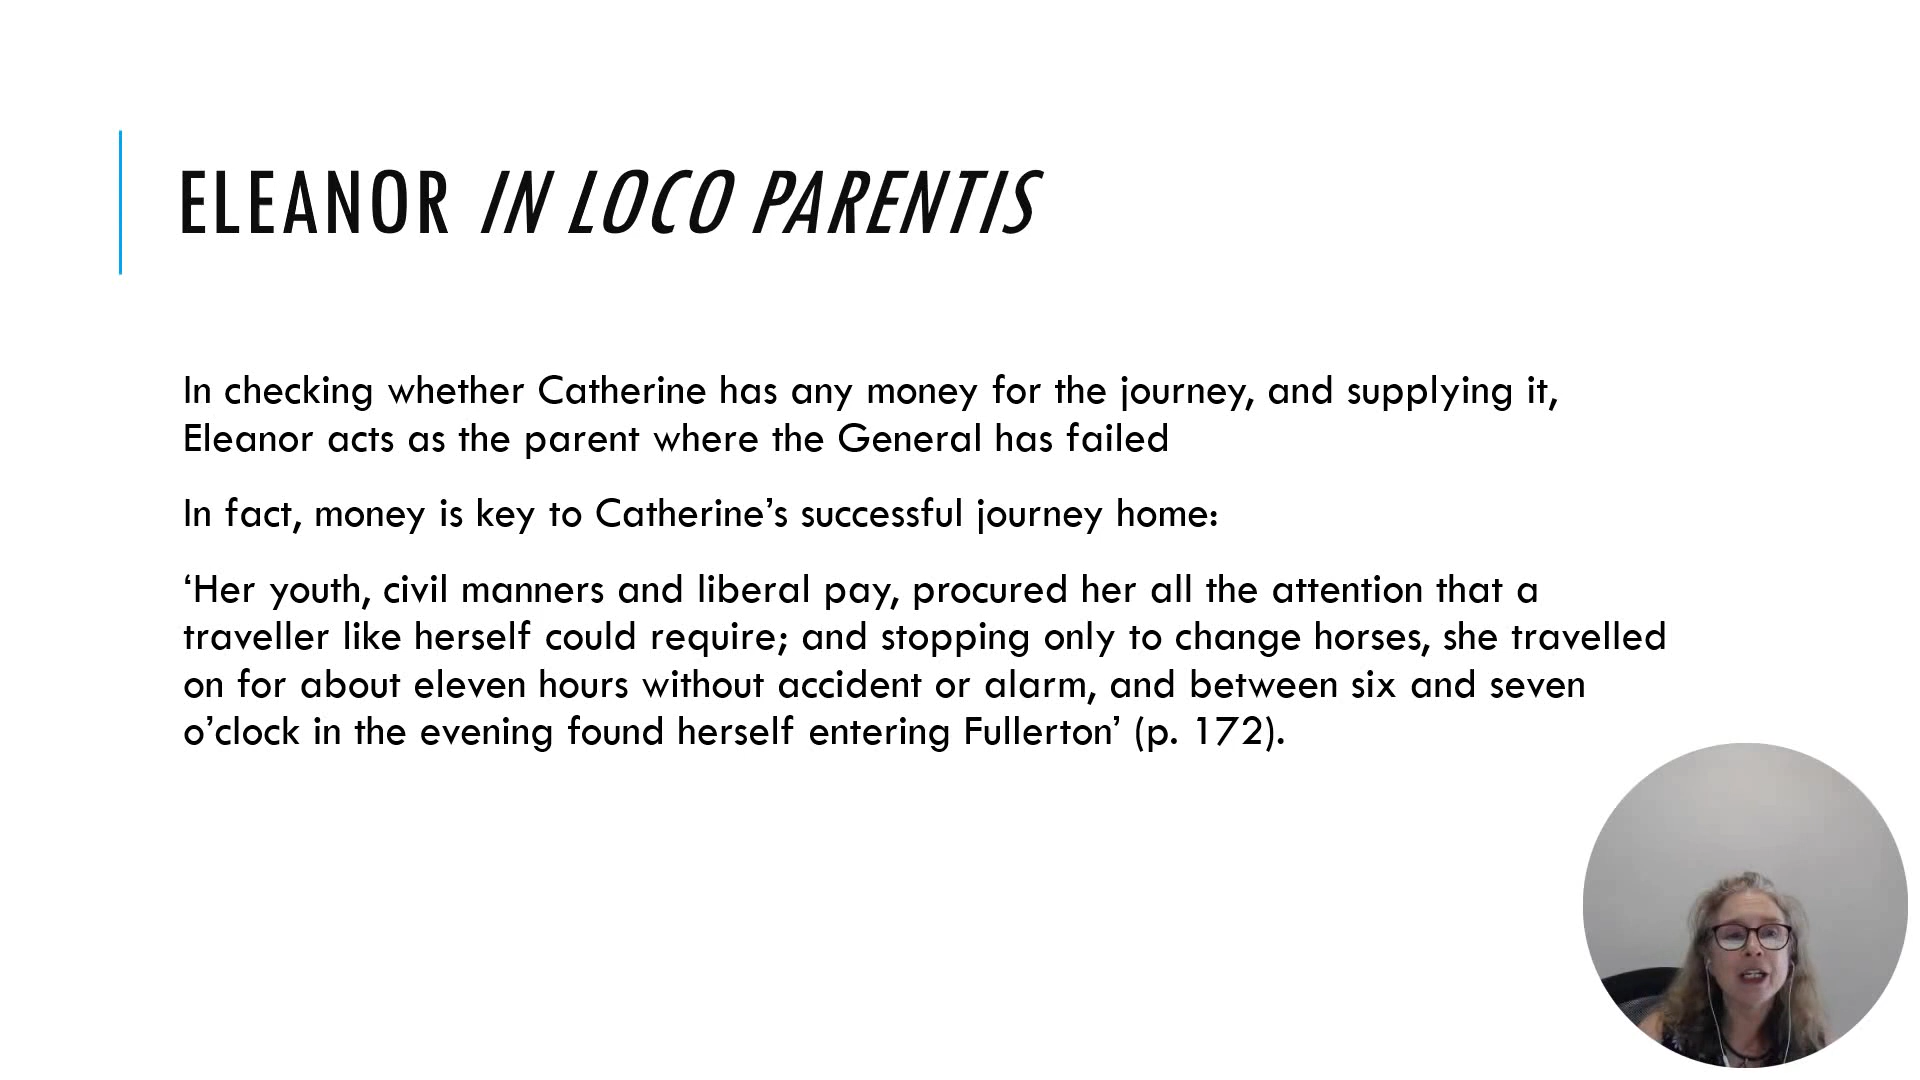 ELEANOR IN LOCO PARENTIS
In checking whether Catherine has any money for the journey, and supplying it,
Eleanor acts as the parent where the General has failed
In fact, money is key to Catherine’s successful journey home:
‘Her youth, civil manners and liberal pay, procured her all the attention that a
traveller like herself could require; and stopping only to change horses, she travelled
on for about eleven hours without accident or alarm, and between six and seven
o’clock in the evening found herself entering Fullerton’ (p. 172).